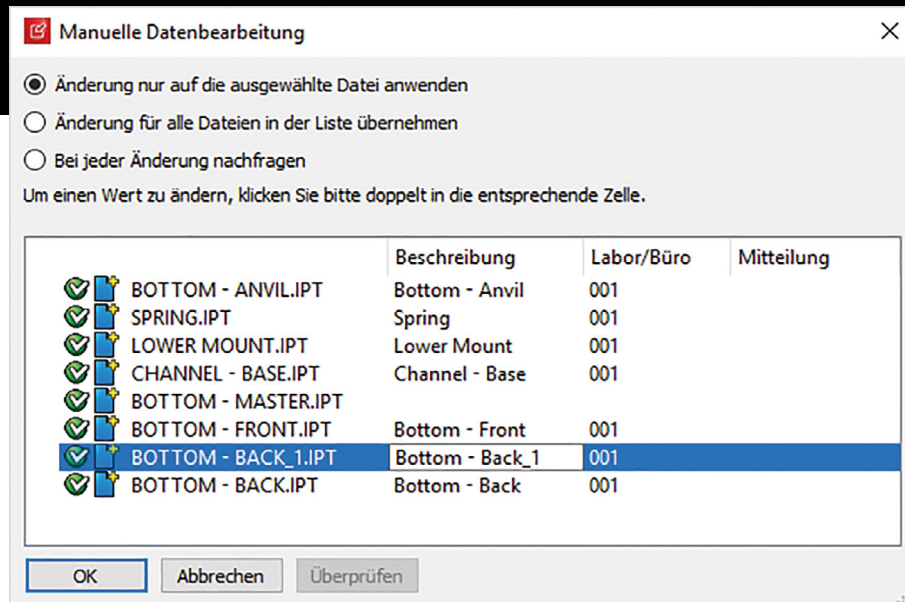 Manuelle Datenbearbeitung
Änderung nur auf die ausgewählte Datei anwenden
Änderung für alle Dateien in der Liste übernehmen
Bei jeder Änderung nachfragen
Um einen Wert zu ändern, klicken Sie bitte doppelt in die entsprechende Zelle.
Beschreibung Labor/Büro Mitteilung
BOTTOM - ANVIL.IPT Bottom - Anvil 001
SPRING.IPT Spring 001
LOWER MOUNT.IPT Lower Mount 001
CHANNEL - BASE.IPT Channel - Base 001
BOTTOM - MASTER.IPT
BOTTOM - FRONT.IPT Bottom - Front 001
BOTTOM - BACK_1.IPT Bottom - Back_1 001
BOTTOM - BACK.IPT Bottom - Back 001
OK Abbrechen Überprüfen